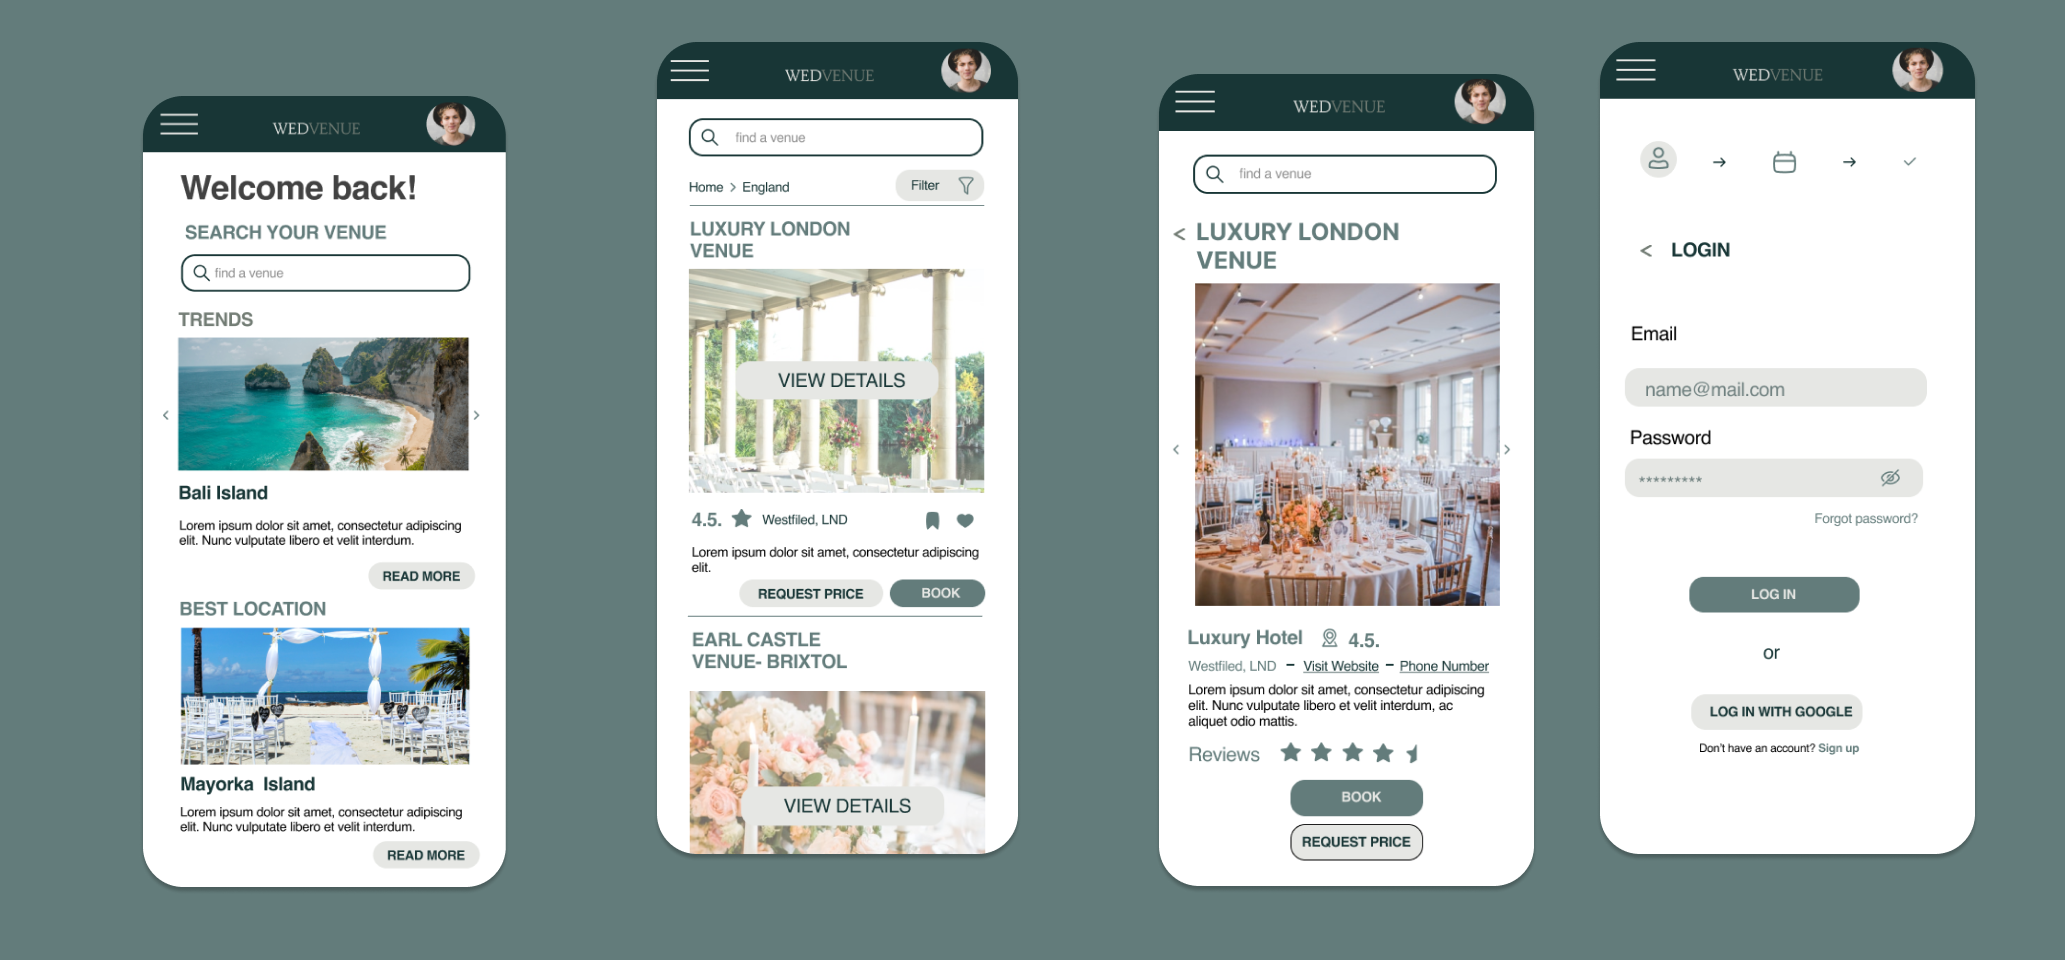 WEDVENUE
Welcome back!
SEARCH YOUR VENUE
find a venue
TRENDS
Bali Island
Lorem ipsum dolor sit amet, consectetur adipiscing
elit. Nunc vulputate libero et velit interdum.
READ MORE
BEST LOCATION
Mayorka  Island
Lorem ipsum dolor sit amet, consectetur adipiscing
elit. Nunc vulputate libero et velit interdum.
READ MORE
WEDVENUE
find a venue
Home > England
Filter
LUXURY LONDON
VENUE
VIEW DETAILS
4.5. Westfiled, LND
Lorem ipsum dolor sit amet, consectetur adipiscing
elit.
REQUEST PRICE
BOOK
EARL CASTLE
VENUE- BRIXTOL
VIEW DETAILS
WEDVENUE
find a venue
< LUXURY LONDON
VENUE
Luxury Hotel 4.5.
Westfiled, LND – Visit Website – Phone Number
Lorem ipsum dolor sit amet, consectetur adipiscing
elit. Nunc vulputate libero et velit interdum, ac
aliquet odio mattis.
Reviews
BOOK
REQUEST PRICE
WEDVENUE
< LOGIN
Email
name@mail.com
Password
*********
Forgot password?
LOG IN
or
LOG IN WITH GOOGLE
Don't have an account? Sign up